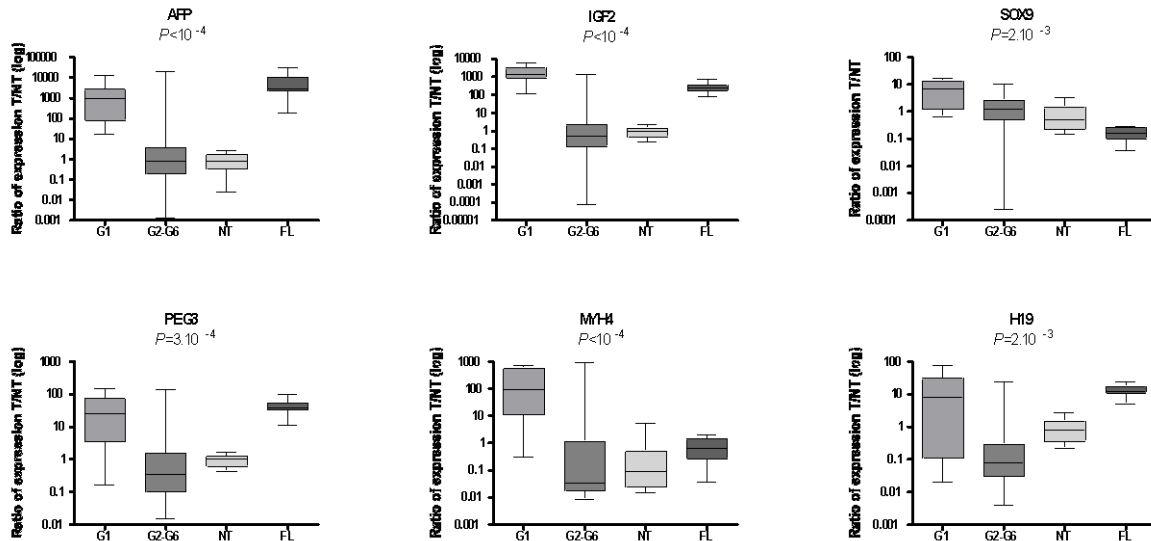 AFP
P<10 -4
Ratio of expression T/NT (log)
100000
10000
1000
100
10
1
0.1
0.01
0.001
G1 G2-G6 NT FL
IGF2
P<10 -4
Ratio of expression T/NT (log)
10000
1000
100
10
1
0.1
0.01
0.001
0.0001
0.00001
G1 G2-G6 NT FL
SOX9
P=2.10 -3
Ratio of expression T/NT
100
10
1
0.1
0.01
0.001
0.0001
G1 G2-G6 NT FL
PEG3
P=3.10 -4
Ratio of expression T/NT (log)
1000
100
10
1
0.1
0.01
G1 G2-G6 NT FL
MYH4
P<10 -4
Ratio of expression T/NT (log)
1000
100
10
1
0.1
0.01
0.001
G1 G2-G6 NT FL
H19
P=2.10 -3
Ratio of expression T/NT (log)
100
10
1
0.1
0.01
0.001
G1 G2-G6 NT FL